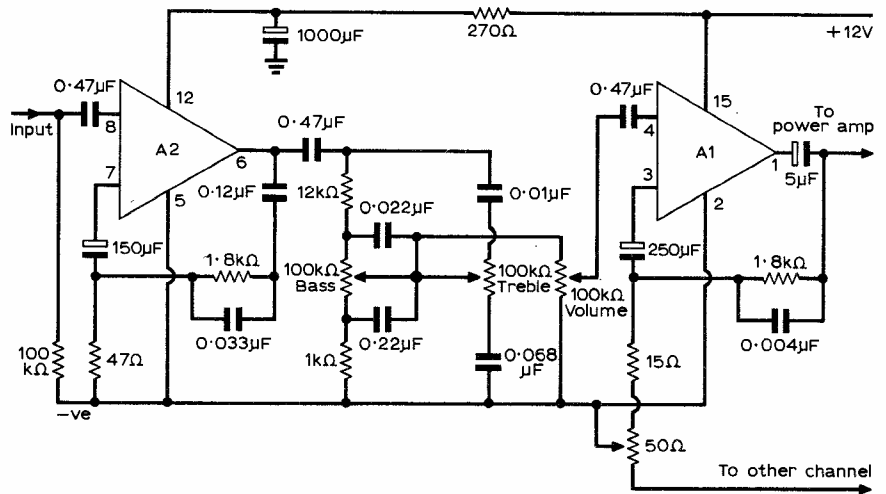 1000µF
270Ω
+12V
0·47µF
12
Input
8
A2
7
6
5
0·47µF
0·12µF
12kΩ
0·022µF
0·01µF
150µF
1·8kΩ
0·033µF
100kΩ
Bass
0·22µF
100kΩ
Treble
100kΩ
Volume
0·068
µF
100
kΩ
47Ω
1kΩ
-ve
0·47µF
15
4
A1
3
1
2
To
power amp
5µF
250µF
1·8kΩ
0·004µF
15Ω
50Ω
To other channel